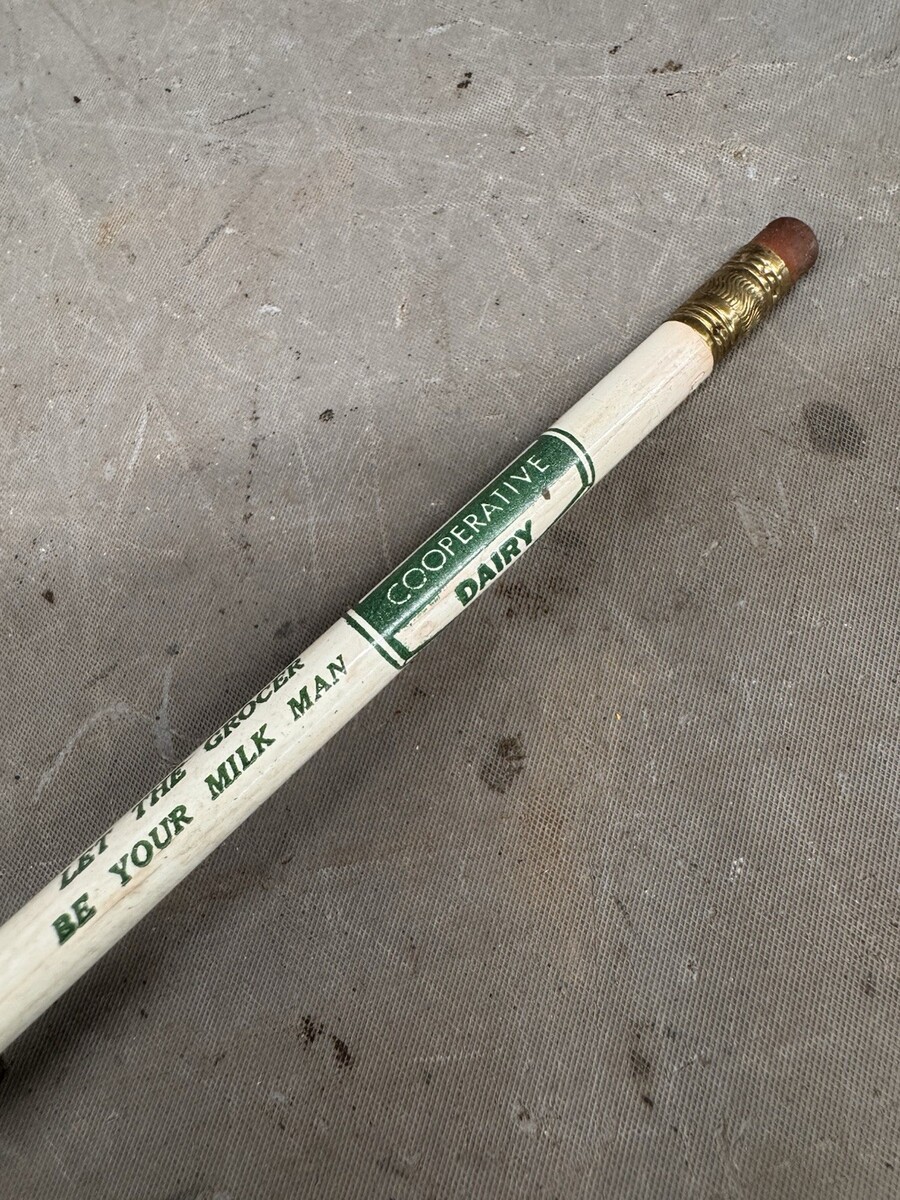 COOPERATIVE
DAIRY
LET THE GROCER
BE YOUR MILK MAN